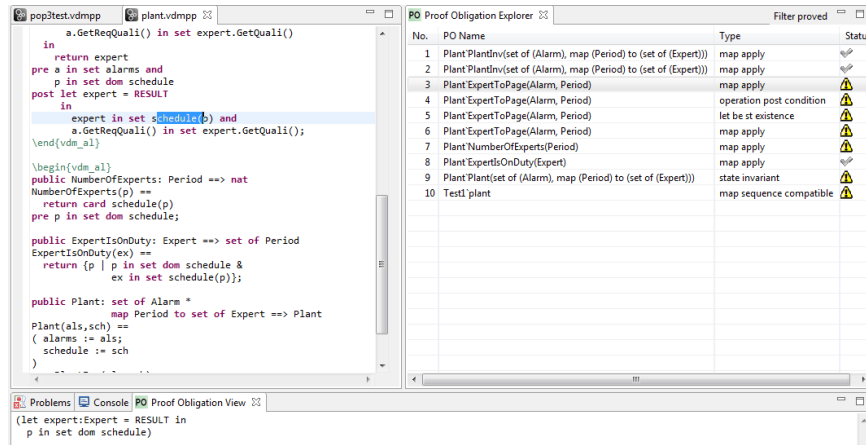 pop3test.vdmpp plant.vdmpp
a.GetReqQuali() in set expert.GetQuali()
in
return expert
pre a in set alarms and
p in set dom schedule
post let expert = RESULT
in
expert in set schedule(p) and
a.GetReqQuali() in set expert.GetQuali();
\end{vdm_al}
\begin{vdm_al}
public NumberOfExperts: Period ==> nat
NumberOfExperts(p) ==
return card schedule(p)
pre p in set dom schedule;
public ExpertIsOnDuty: Expert ==> set of Period
ExpertIsOnDuty(ex) ==
return {p | p in set dom schedule &
ex in set schedule(p)};
public Plant: set of Alarm *
map Period to set of Expert ==> Plant
Plant(als,sch) ==
( alarms := als;
schedule := sch
)
PO Proof Obligation Explorer Filter proved
No. PO Name Type Statu
1 Plant`PlantInv(set of (Alarm), map (Period) to (set of (Expert))) map apply
2 Plant`PlantInv(set of (Alarm), map (Period) to (set of (Expert))) map apply
3 Plant`ExpertToPage(Alarm, Period) map apply
4 Plant`ExpertToPage(Alarm, Period) operation post condition
5 Plant`ExpertToPage(Alarm, Period) let be st existence
6 Plant`ExpertToPage(Alarm, Period) map apply
7 Plant`NumberOfExperts(Period) map apply
8 Plant`ExpertIsOnDuty(Expert) map apply
9 Plant`Plant(set of (Alarm), map (Period) to (set of (Expert))) state invariant
10 Test1`plant map sequence compatible
Problems Console PO Proof Obligation View
(let expert:Expert = RESULT in
p in set dom schedule)